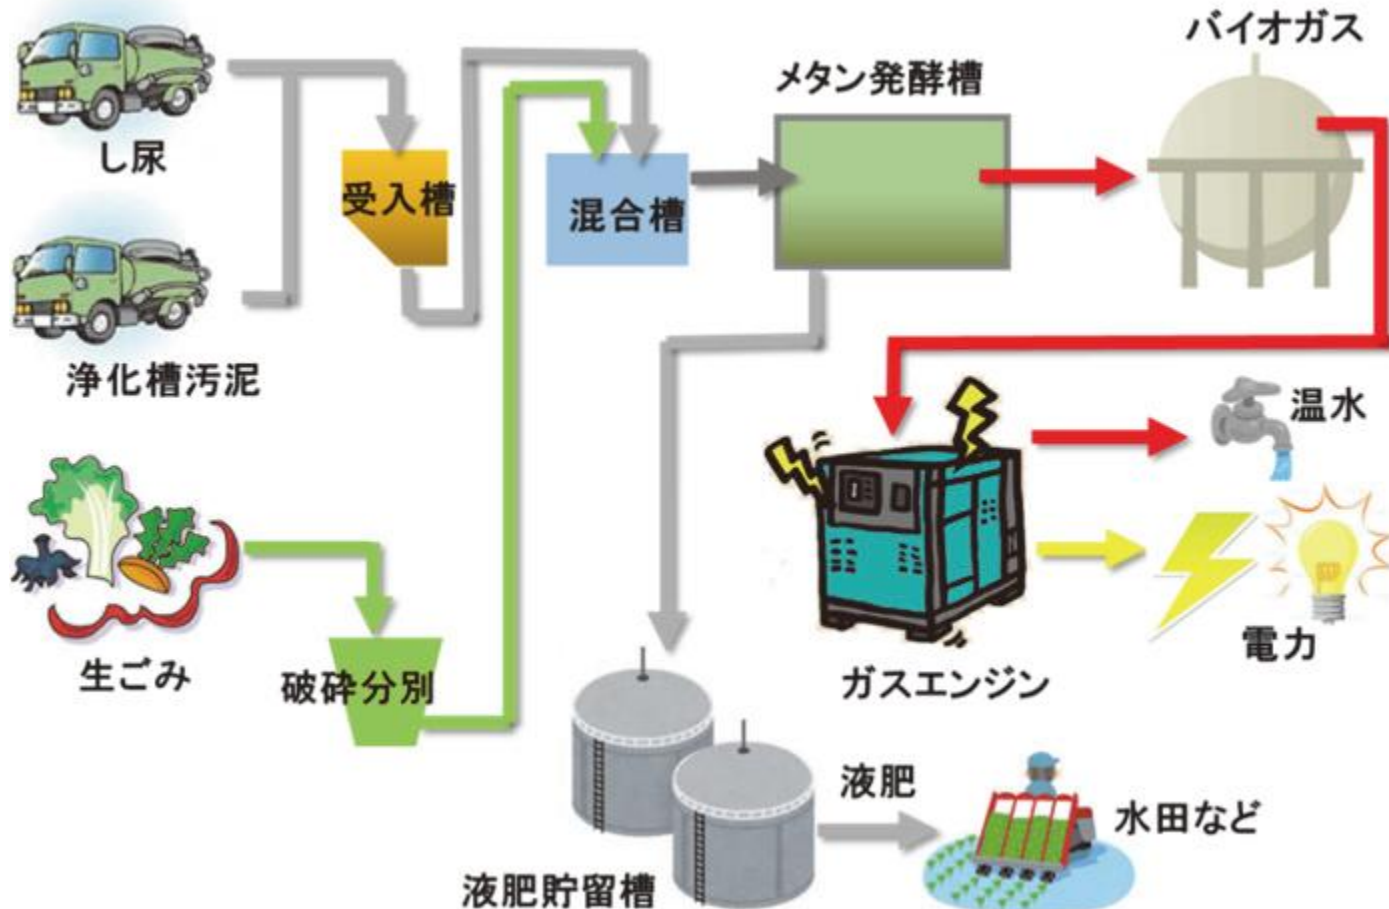 バイオガス
メタン発酵槽
し尿
受入槽
混合槽
浄化槽汚泥
温水
生ごみ
破砕分別
ガスエンジン
電力
液肥
水田など
液肥貯留槽